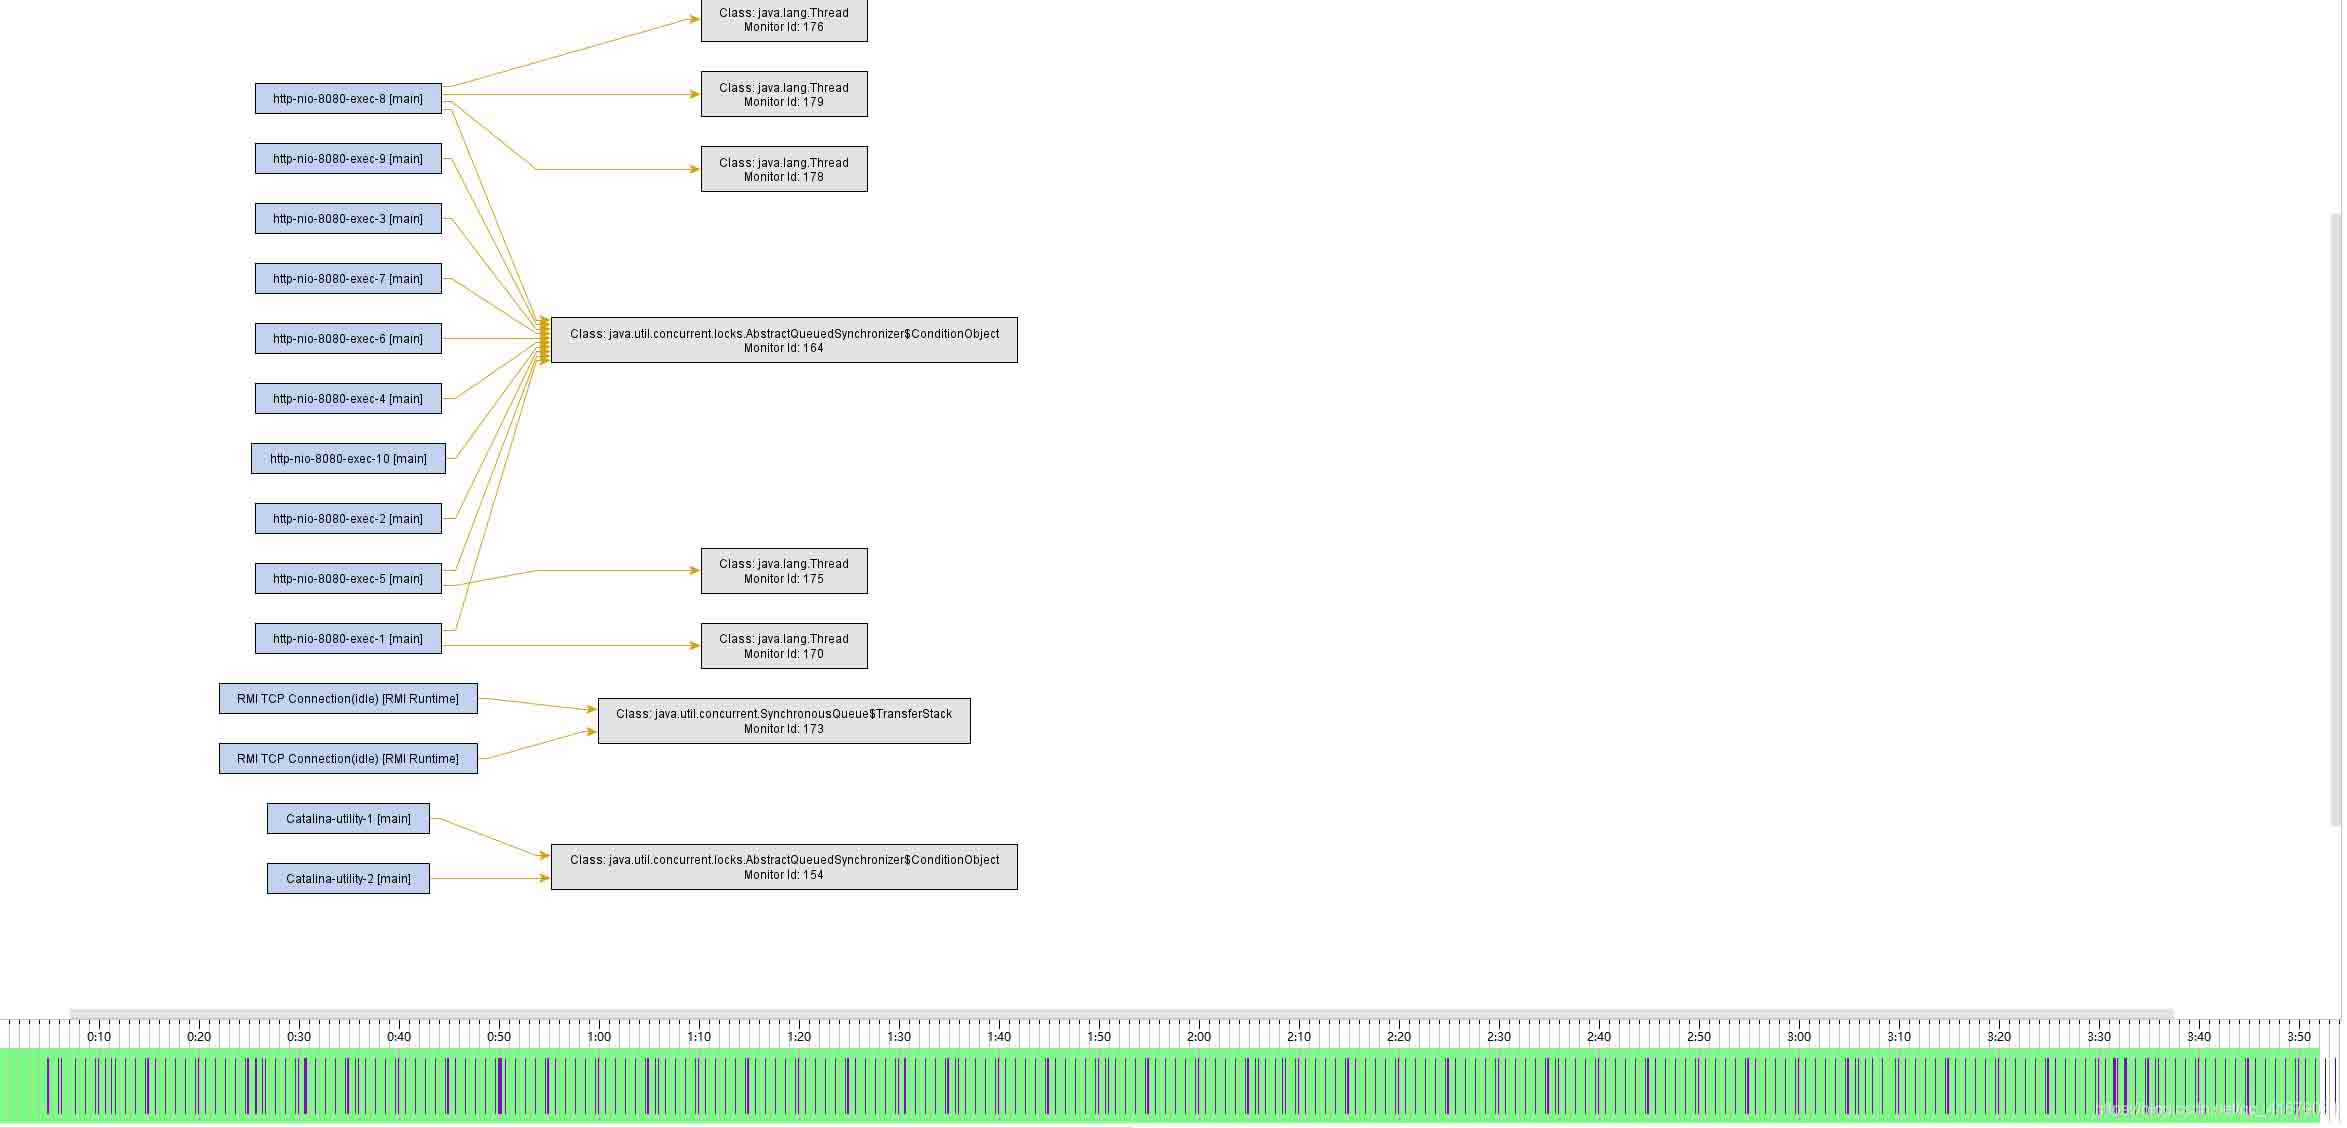 Class: java.lang.Thread
Monitor Id: 176
http-nio-8080-exec-8 [main]
Class: java.lang.Thread
Monitor Id: 179
http-nio-8080-exec-9 [main]
Class: java.lang.Thread
Monitor Id: 178
http-nio-8080-exec-3 [main]
http-nio-8080-exec-7 [main]
http-nio-8080-exec-6 [main]
Class: java.util.concurrent.locks.AbstractQueuedSynchronizer$ConditionObject
Monitor Id: 164
http-nio-8080-exec-4 [main]
http-nio-8080-exec-10 [main]
http-nio-8080-exec-2 [main]
http-nio-8080-exec-5 [main]
Class: java.lang.Thread
Monitor Id: 175
http-nio-8080-exec-1 [main]
Class: java.lang.Thread
Monitor Id: 170
RMI TCP Connection(idle) [RMI Runtime]
Class: java.util.concurrent.SynchronousQueue$TransferStack
Monitor Id: 173
RMI TCP Connection(idle) [RMI Runtime]
Catalina-utility-1 [main]
Class: java.util.concurrent.locks.AbstractQueuedSynchronizer$ConditionObject
Monitor Id: 154
Catalina-utility-2 [main]
0:10 0:20 0:30 0:40 0:50 1:00 1:10 1:20 1:30 1:40 1:50 2:00 2:10 2:20 2:30 2:40 2:50 3:00 3:10 3:20 3:30 3:40 3:50